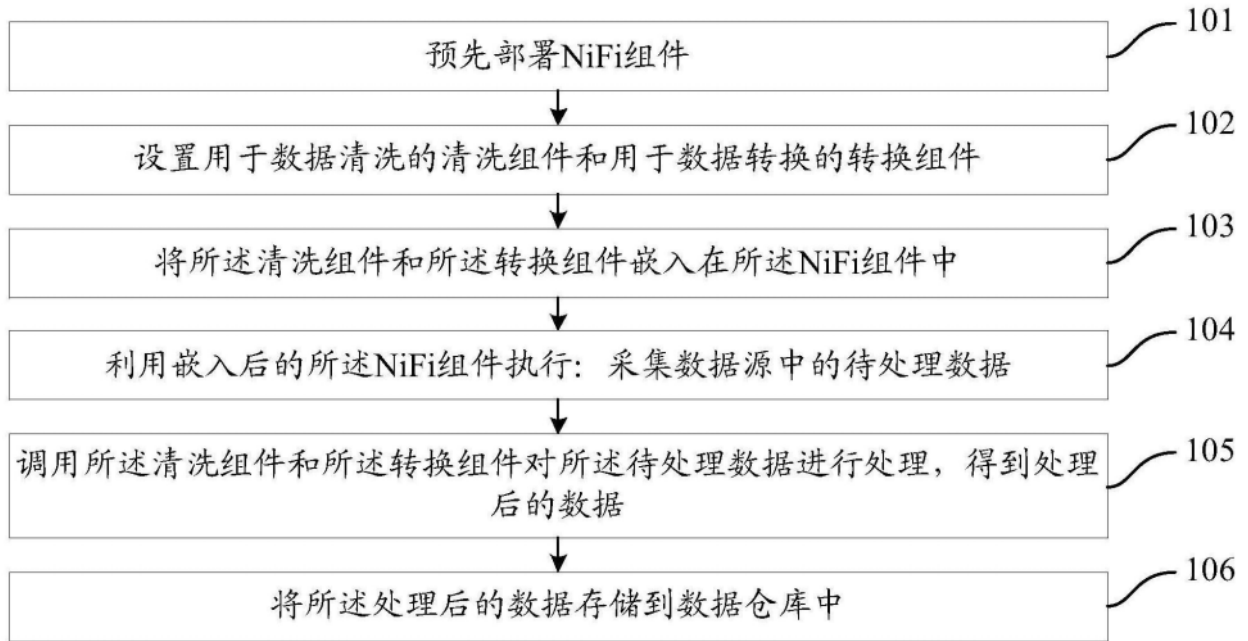 101
预先部署NiFi组件
102
设置用于数据清洗的清洗组件和用于数据转换的转换组件
103
将所述清洗组件和所述转换组件嵌入在所述NiFi组件中
104
利用嵌入后的所述NiFi组件执行：采集数据源中的待处理数据
105
调用所述清洗组件和所述转换组件对所述待处理数据进行处理，得到处理
后的数据
106
将所述处理后的数据存储到数据仓库中